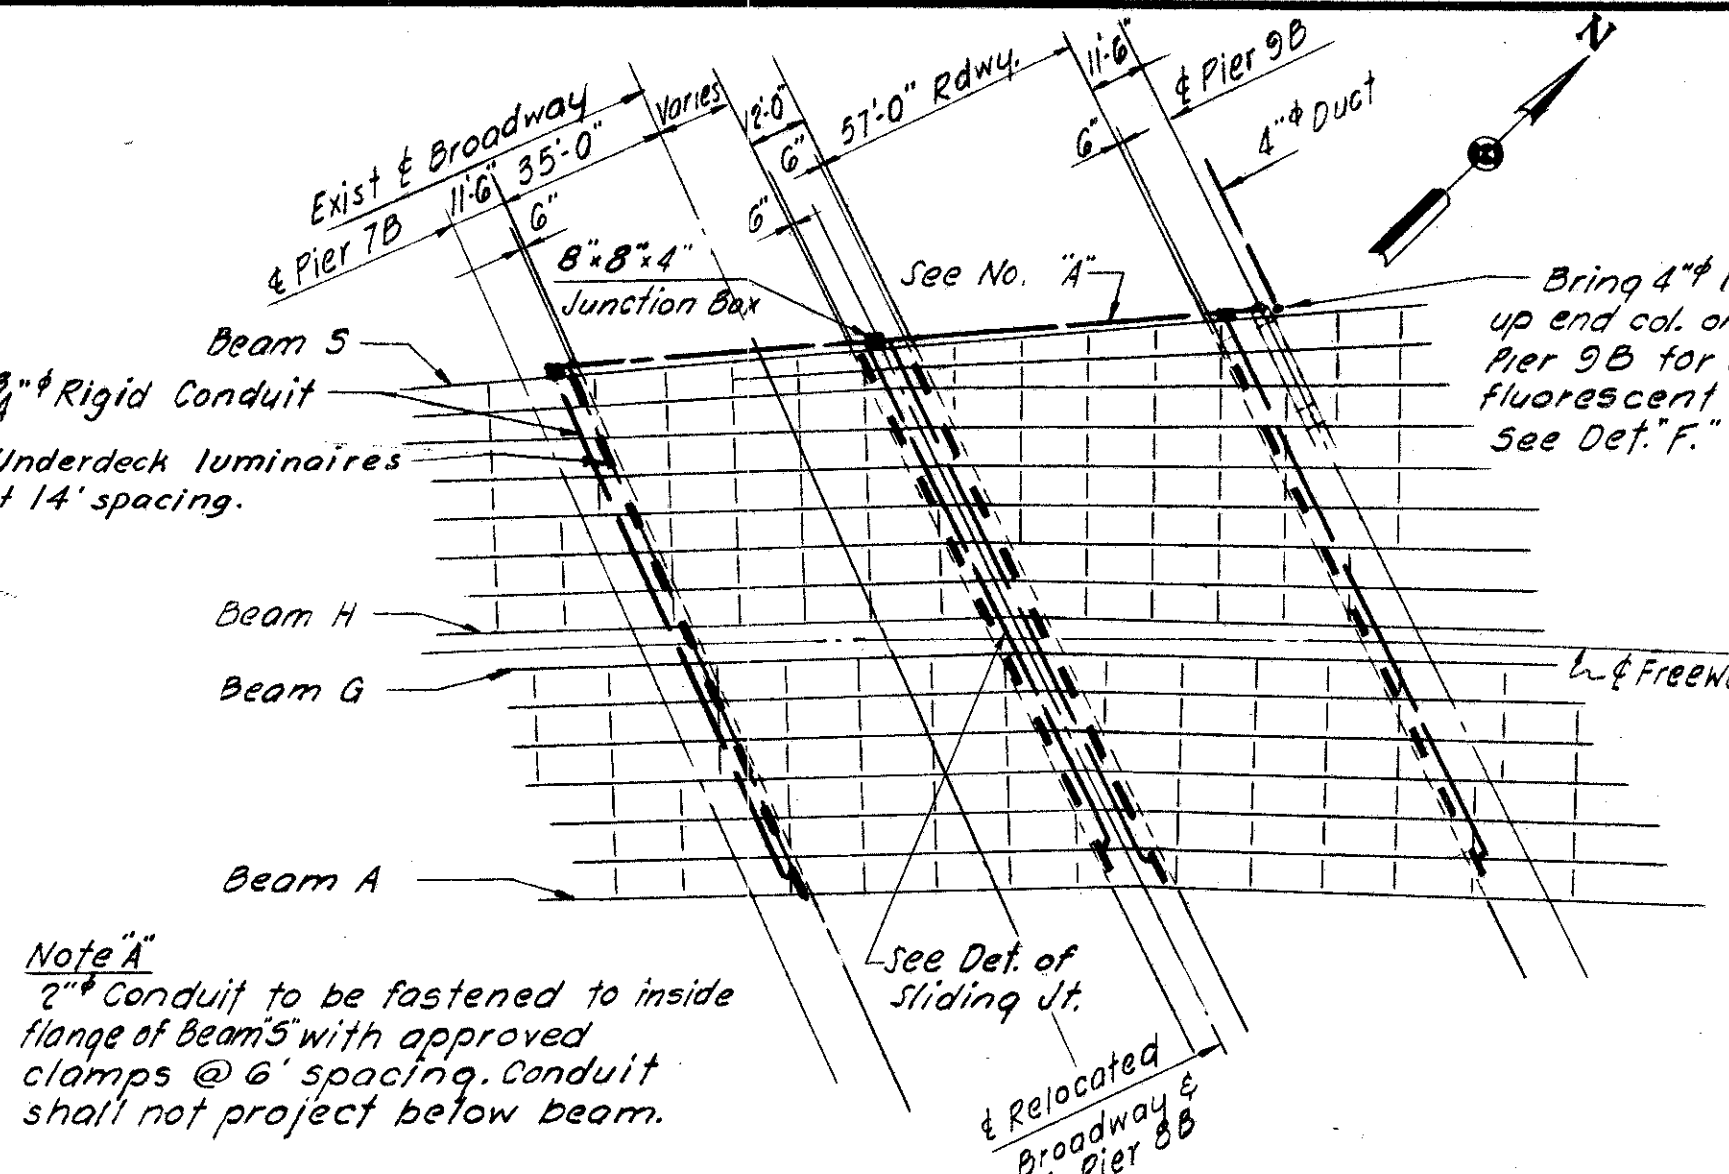 N
Exist ℄ Broadway
℄ Pier 7B
11'-6"
35'-0"
Varies
12'-0"
57'-0" Rdwy.
11'-6"
℄ Pier 9B
6"
6"
6"
6"
4"ϕ Duct
8"x8"x4"
Junction Box
See No. "A"
Bring 4"ϕ
up end col. on
Pier 9B for
fluorescent
See Det. "F."
Beam S
3/4"ϕ Rigid Conduit
Underdeck luminaires
14' spacing.
Beam H
Beam G
℄ Freew
Beam A
See Det. of
Sliding Jt.
Note "A"
2"ϕ Conduit to be fastened to inside
flange of Beam "S" with approved
clamps @ 6' spacing. Conduit
shall not project below beam.
℄ Relocated
Broadway &
Pier 8B